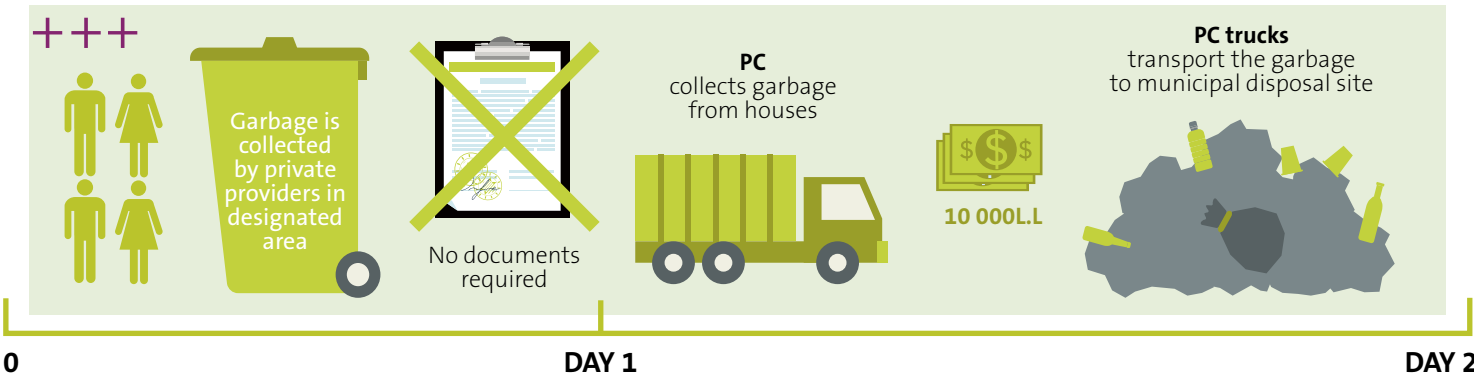 +++
Garbage is
collected
by private
providers in
designated
area
No documents
required
PC
collects garbage
from houses
$ $ $
10 000L.L
PC trucks
transport the garbage
to municipal disposal site
0
DAY 1
DAY 2